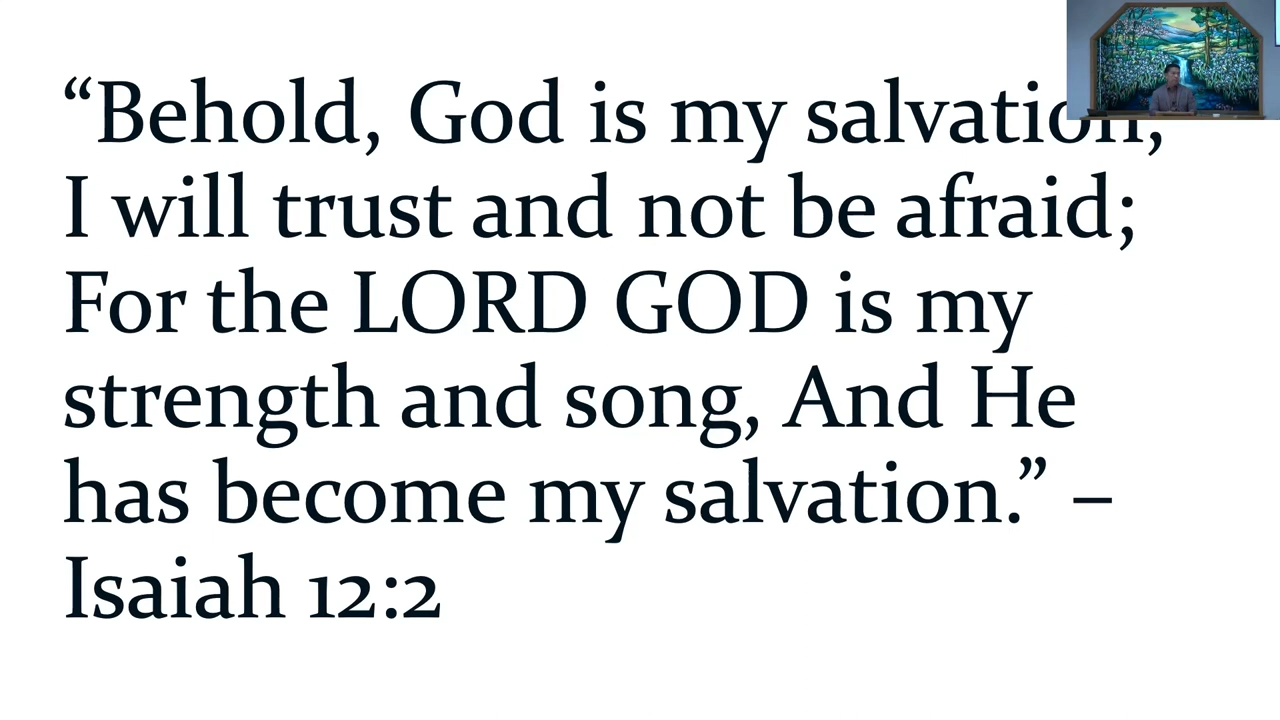 “Behold, God is my salvation,
I will trust and not be afraid;
For the LORD GOD is my
strength and song, And He
has become my salvation.” –
Isaiah 12:2